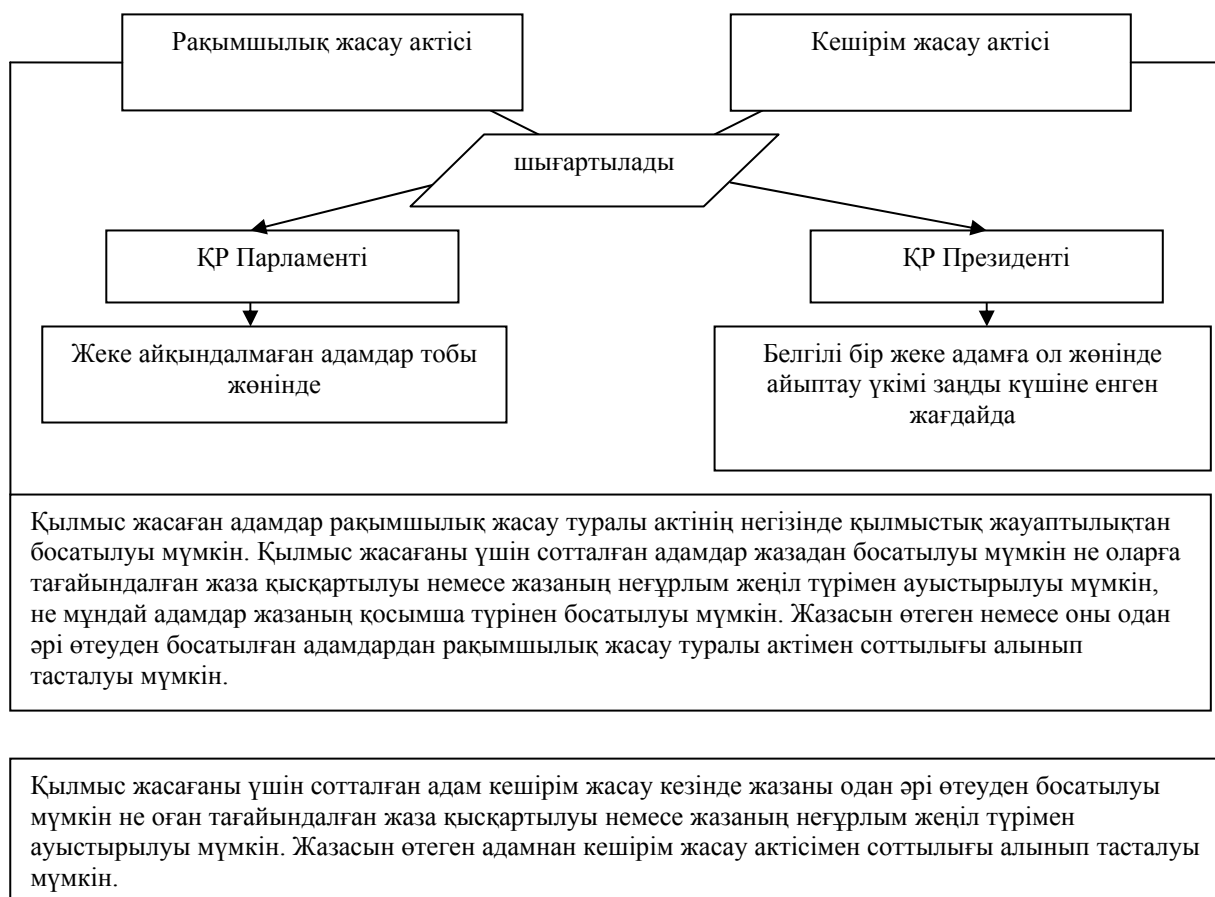 Рақымшылық жасау актісі
Кешірім жасау актісі
шығартылады
ҚР Парламенті
ҚР Президенті
Жеке айқындалмаған адамдар тобы
жөнінде
Белгілі бір жеке адамға ол жөнінде
айыптау үкімі заңды күшіне енген
жағдайда
Қылмыс жасаған адамдар рақымшылық жасау туралы актінің негізінде қылмыстық жауаптылықтан
босатылуы мүмкін. Қылмыс жасағаны үшін сотталған адамдар жазадан босатылуы мүмкін не оларға
тағайындалған жаза қысқартылуы немесе жазаның неғұрлым жеңіл түрімен ауыстырылуы мүмкін,
не мұндай адамдар жазаның қосымша түрінен босатылуы мүмкін. Жазасын өтеген немесе оны одан
әрі өтеуден босатылған адамдардан рақымшылық жасау туралы актімен соттылығы алынып
тасталуы мүмкін.
Қылмыс жасағаны үшін сотталған адам кешірім жасау кезінде жазаны одан әрі өтеуден босатылуы
мүмкін не оған тағайындалған жаза қысқартылуы немесе жазаның неғұрлым жеңіл түрімен
ауыстырылуы мүмкін. Жазасын өтеген адамнан кешірім жасау актісімен соттылығы алынып тасталуы
мүмкін.